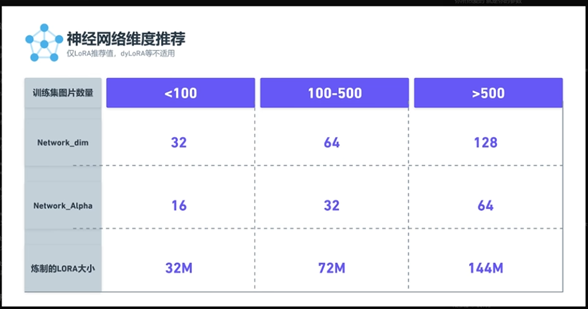 神经网络维度推荐
仅LoRA推荐值，dyLoRA等不适用
训练集图片数量 <100 100-500 >500
Network_dim 32 64 128
Network_Alpha 16 32 64
炼制的LORA大小 32M 72M 144M